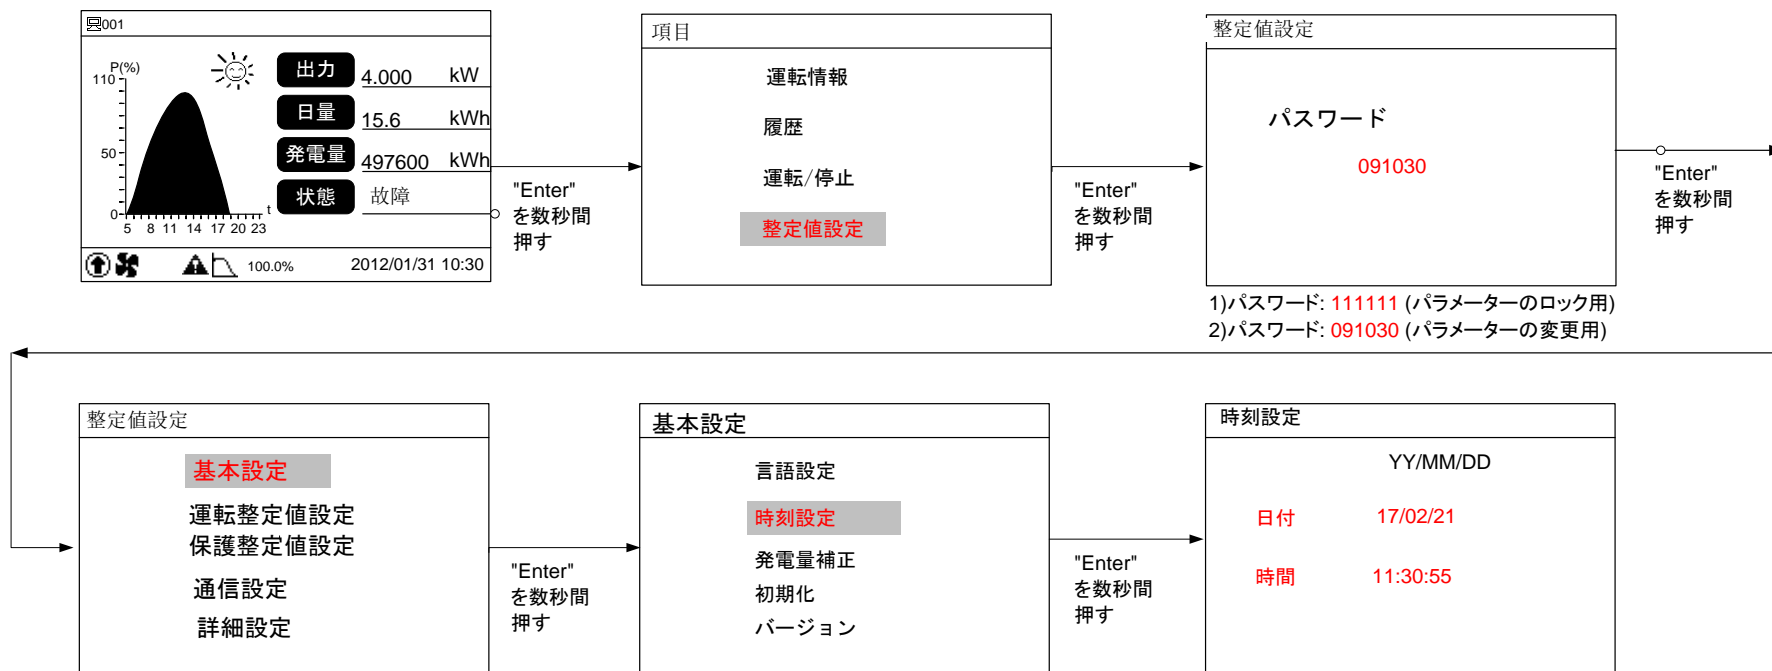 001
P(%)
110
50
0
5 8 11 14 17 20 23
t
出力 4.000 kW
日量 15.6 kWh
発電量 497600 kWh
状態 故障
100.0% 2012/01/31 10:30
"Enter"
を数秒間
押す
項目
運転情報
履歴
運転/停止
整定値設定
"Enter"
を数秒間
押す
整定値設定
パスワード
091030
1)パスワード: 111111 (パラメーターのロック用)
2)パスワード: 091030 (パラメーターの変更用)
"Enter"
を数秒間
押す
整定値設定
基本設定
運転整定値設定
保護整定値設定
通信設定
詳細設定
"Enter"
を数秒間
押す
基本設定
言語設定
時刻設定
発電量補正
初期化
バージョン
"Enter"
を数秒間
押す
時刻設定
YY/MM/DD
日付 17/02/21
時間 11:30:55